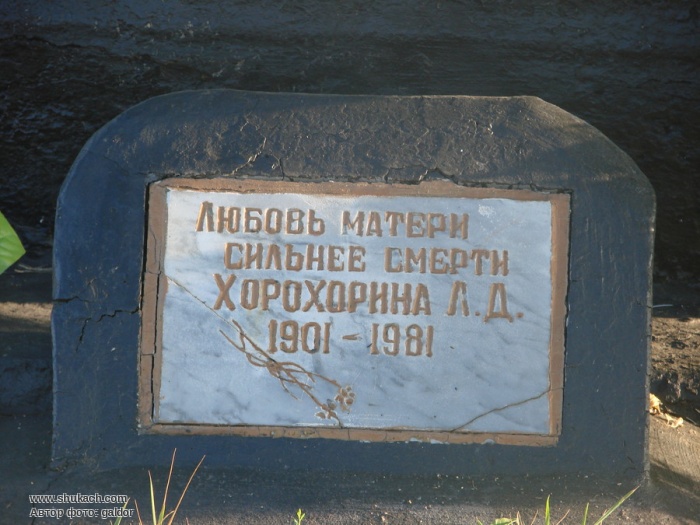 Любовь матери
сильнее смерти
Хорохорина Л.Д.
1901 - 1981
www.shukach.com
Автор фото: galdor